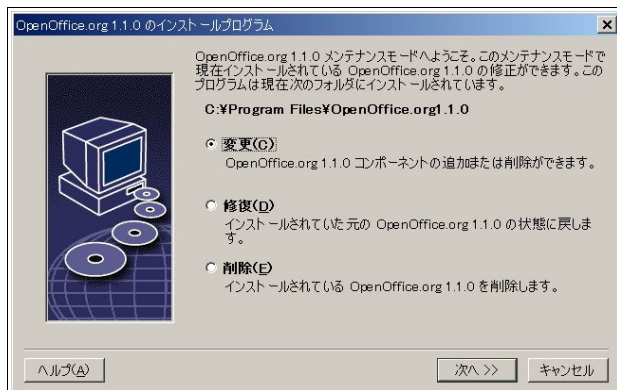 OpenOffice.org 1.1.0 のインストールプログラム
OpenOffice.org 1.1.0 メンテナンスモードへようこそ。このメンテナンスモードで
現在インストールされている OpenOffice.org 1.1.0 の修正ができます。この
プログラムは現在次のフォルダにインストールされています。
C:¥Program Files¥OpenOffice.org1.1.0
変更(C)
OpenOffice.org 1.1.0 コンポーネントの追加または削除ができます。
修復(D)
インストールされていた元の OpenOffice.org 1.1.0 の状態に戻しま
す。
削除(E)
インストールされている OpenOffice.org 1.1.0 を削除します。
ヘルプ(A)
次へ >>
キャンセル